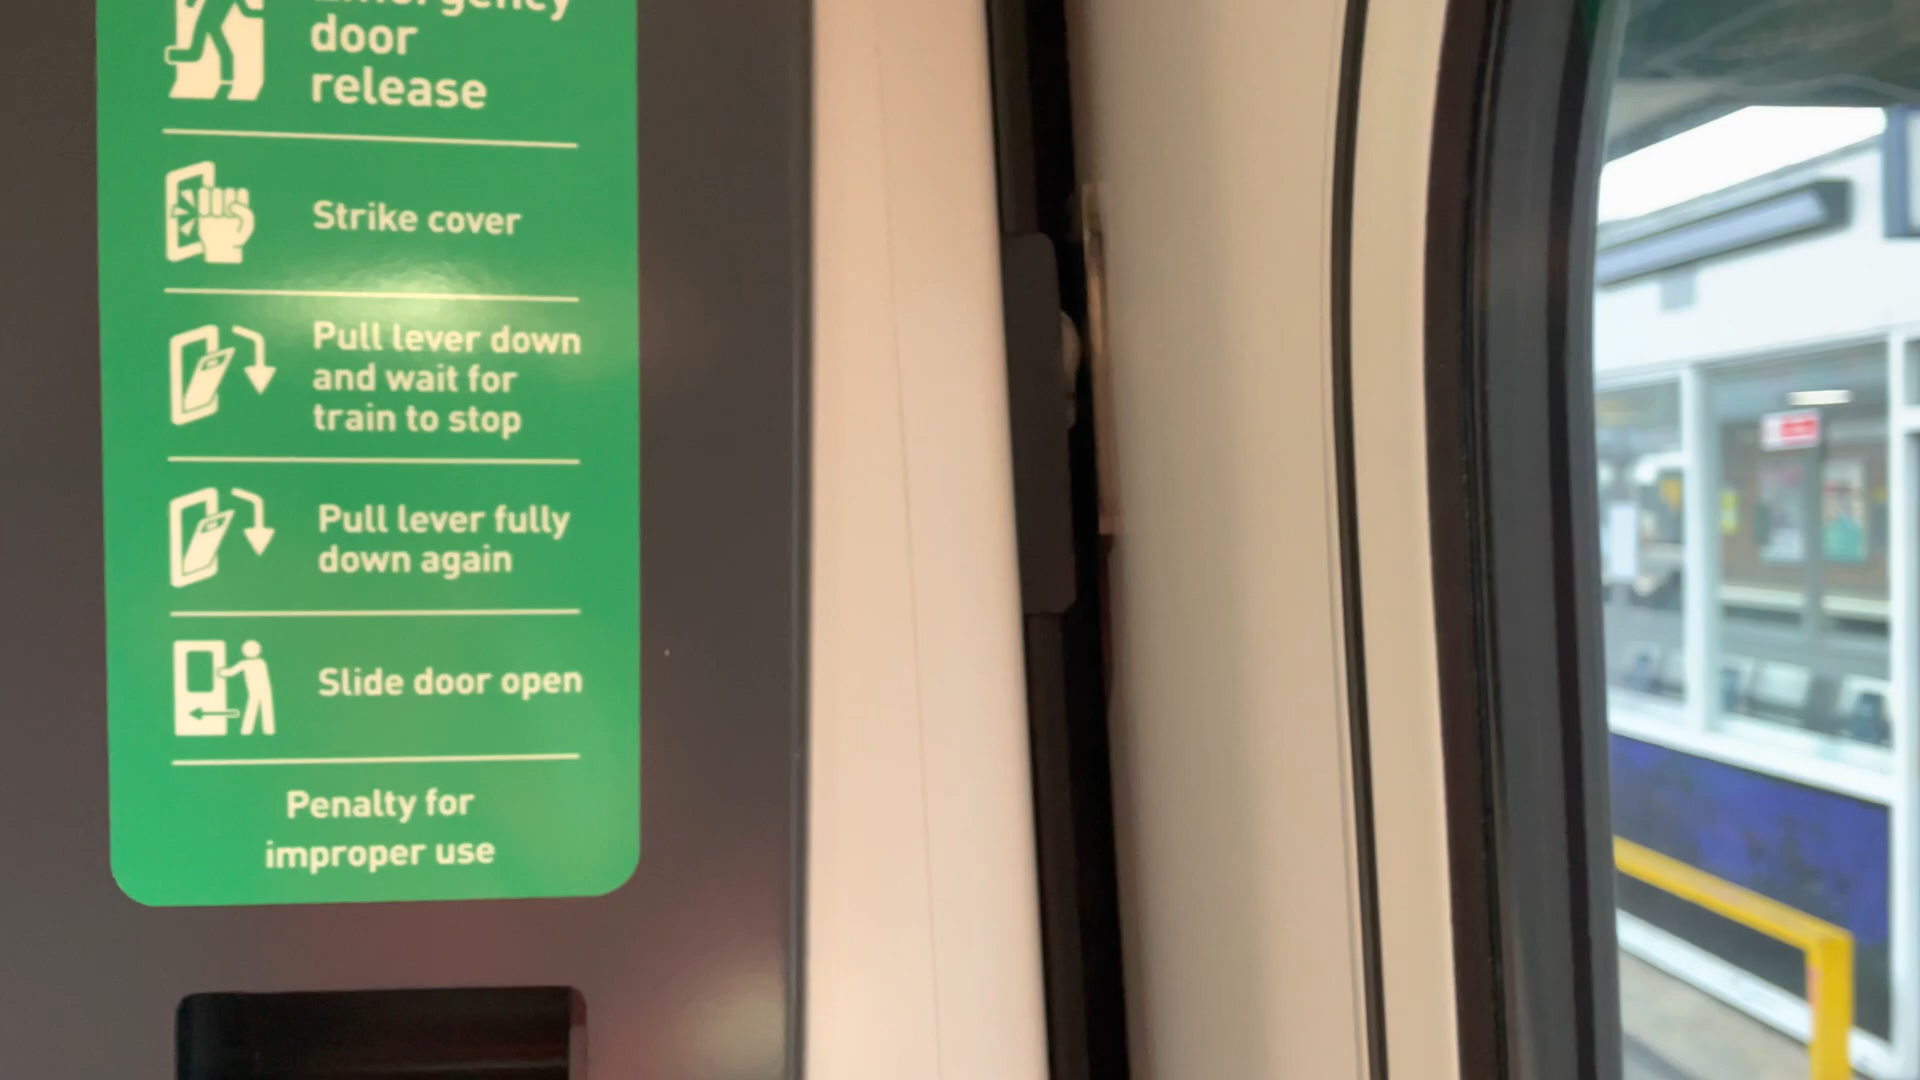 Emergency
door
release
Strike cover
Pull lever down
and wait for
train to stop
Pull lever fully
down again
Slide door open
Penalty for
improper use